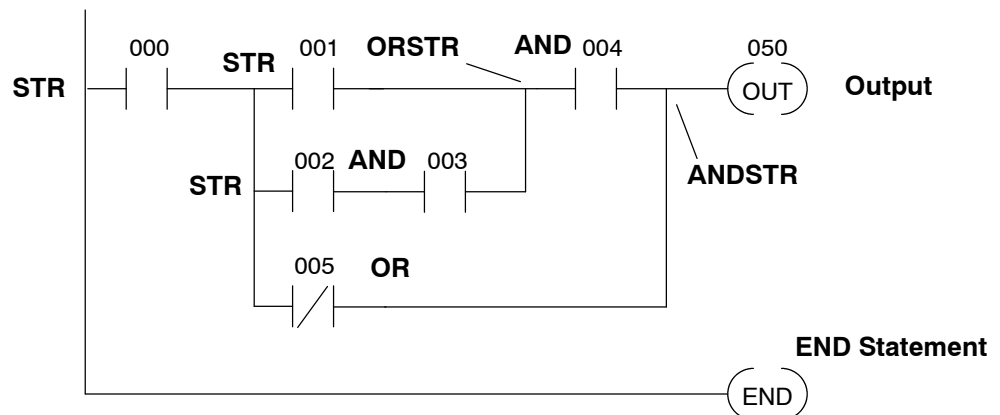 000
001
ORSTR
AND
004
050
STR
STR
OUT
Output
002
AND
003
STR
ANDSTR
005
OR
END Statement
END